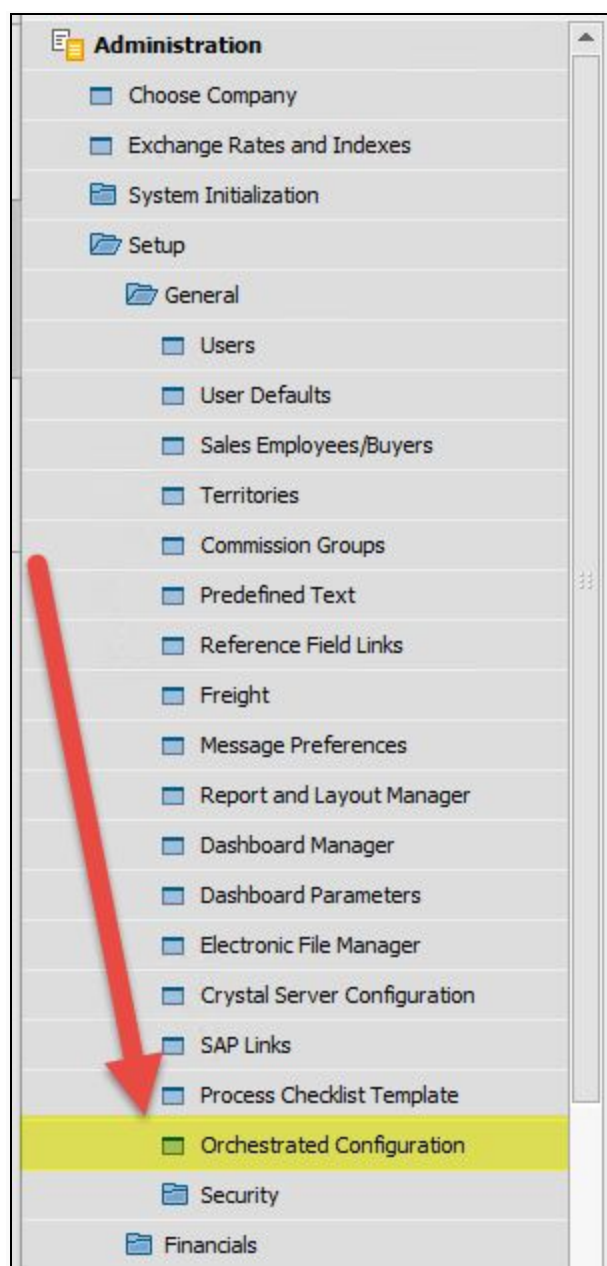 Administration
Choose Company
Exchange Rates and Indexes
System Initialization
Setup
General
Users
User Defaults
Sales Employees/Buyers
Territories
Commission Groups
Predefined Text
Reference Field Links
Freight
Message Preferences
Report and Layout Manager
Dashboard Manager
Dashboard Parameters
Electronic File Manager
Crystal Server Configuration
SAP Links
Process Checklist Template
Orchestrated Configuration
Security
Financials